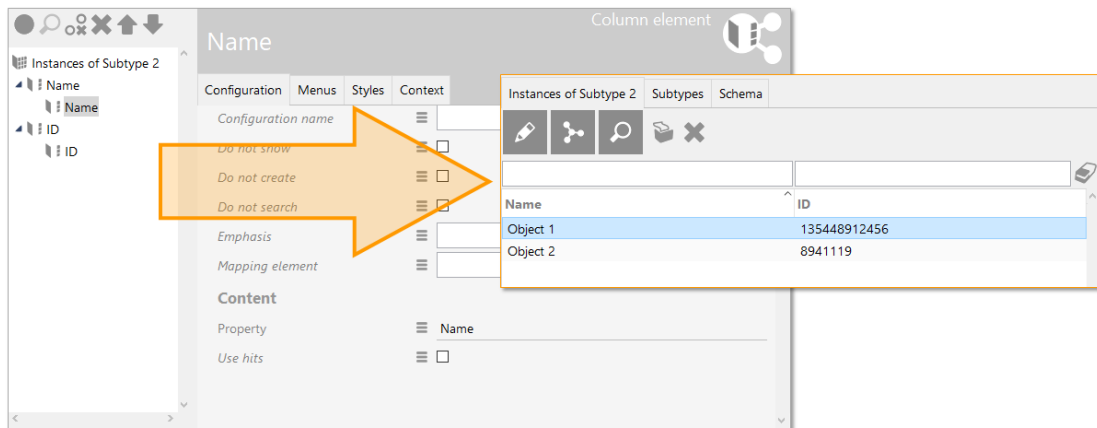 Column element
Name
Instances of Subtype 2
Name
Name
ID
ID
Configuration Menus Styles Context
Configuration name
Do not show
Do not create
Do not search
Emphasis
Mapping element
Content
Property Name
Use hits
Instances of Subtype 2 Subtypes Schema
Name ID
Object 1 135448912456
Object 2 8941119